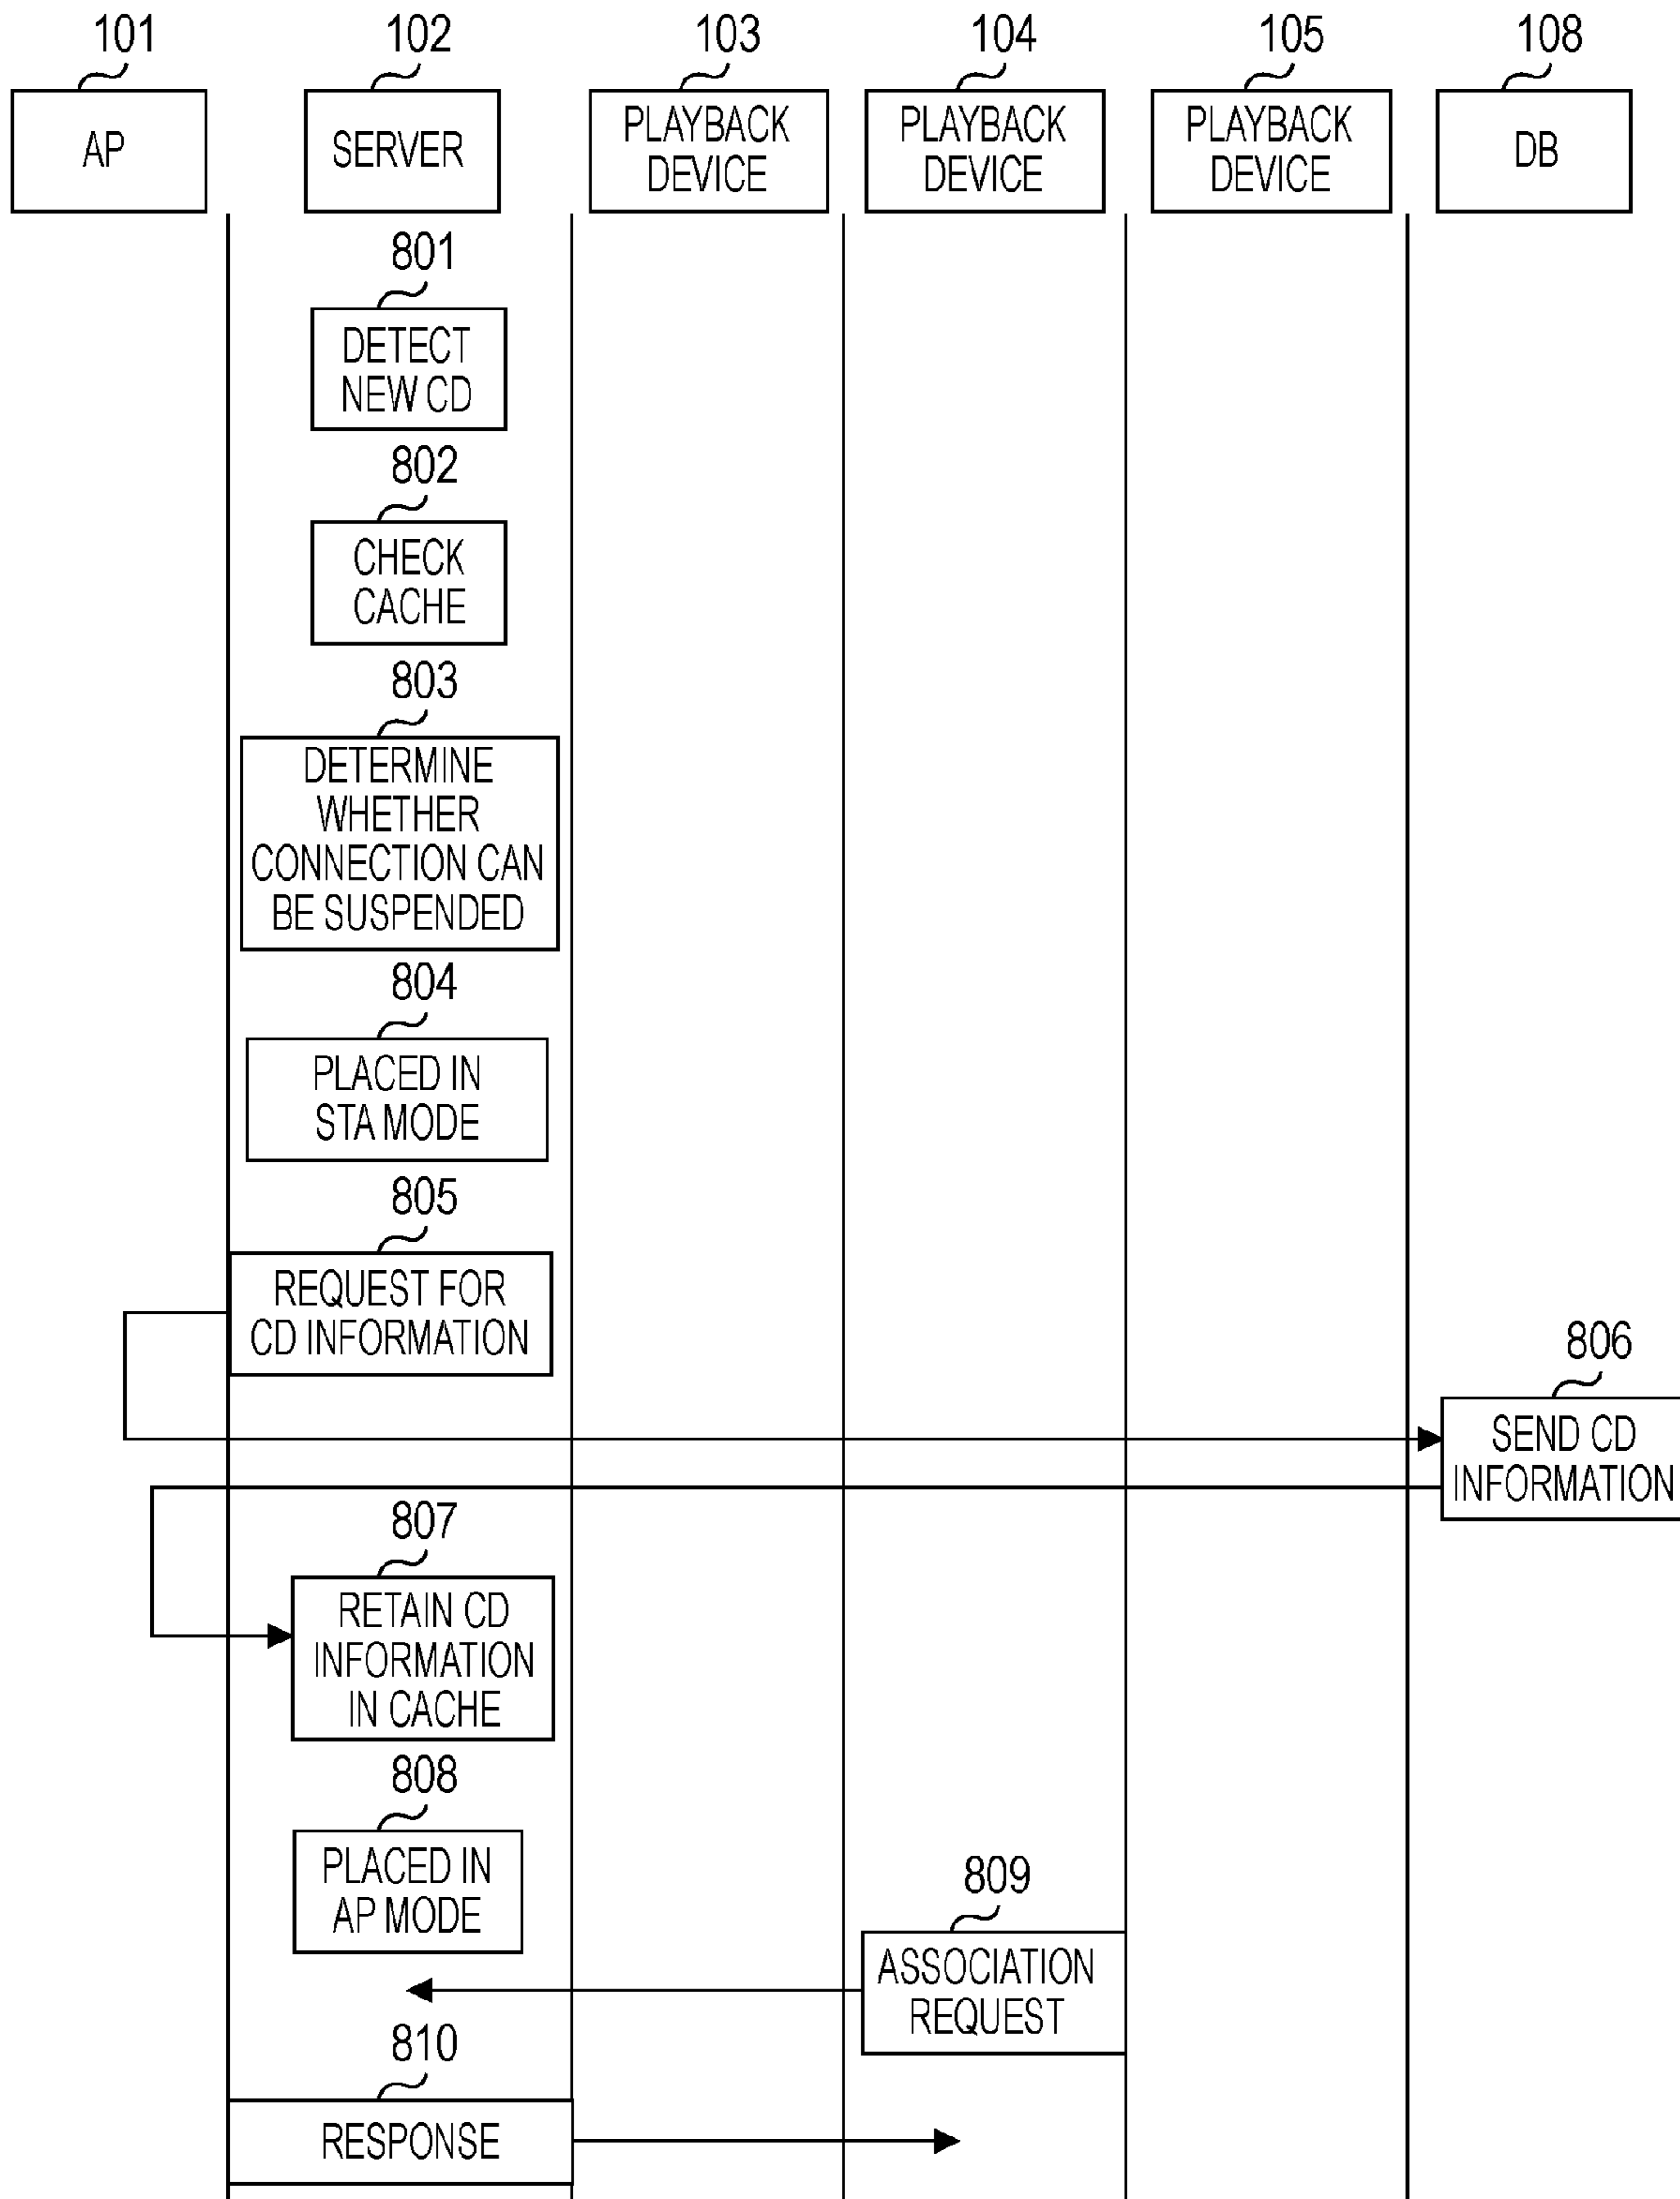 101
102
103
104
105
108
AP
SERVER
PLAYBACK
DEVICE
PLAYBACK
DEVICE
PLAYBACK
DEVICE
DB
801
DETECT
NEW CD
802
CHECK
CACHE
803
DETERMINE
WHETHER
CONNECTION CAN
BE SUSPENDED
804
PLACED IN
STA MODE
805
REQUEST FOR
CD INFORMATION
806
SEND CD
INFORMATION
807
RETAIN CD
INFORMATION
IN CACHE
808
PLACED IN
AP MODE
809
ASSOCIATION
REQUEST
810
RESPONSE